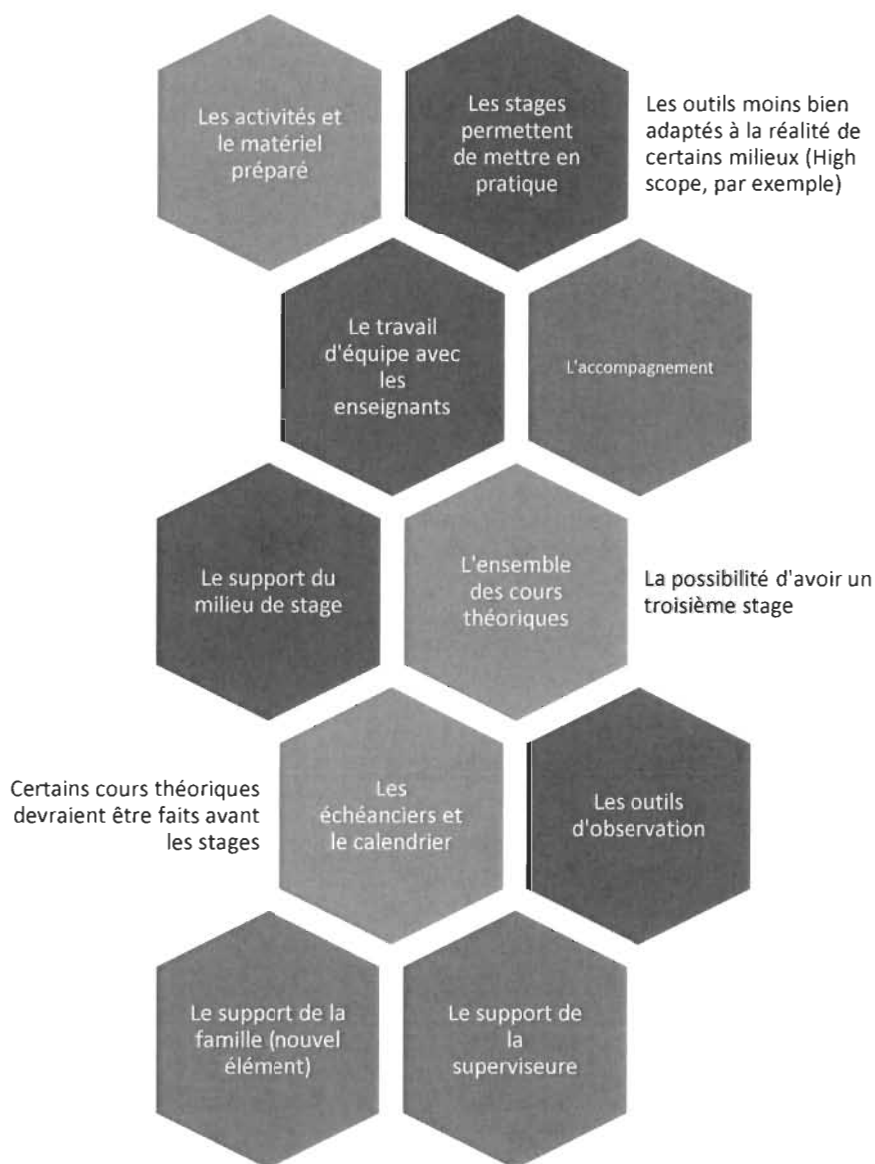 Les activités et
le matériel
préparé
Les stages
permettent
de mettre en
pratique
Les outils moins bien
adaptés à la réalité de
certains milieux (High
scope, par exemple)
Le travail
d'équipe avec
les
enseignants
L'accompagnement
Le support du
milieu de stage
L'ensemble
des cours
théoriques
La possibilité d'avoir un
troisième stage
Certains cours théoriques
devraient être faits avant
les stages
Les
échéanciers et
le calendrier
Les outils
d'observation
Le support de la
famille (nouvel
élément)
Le support de
la
superviseure